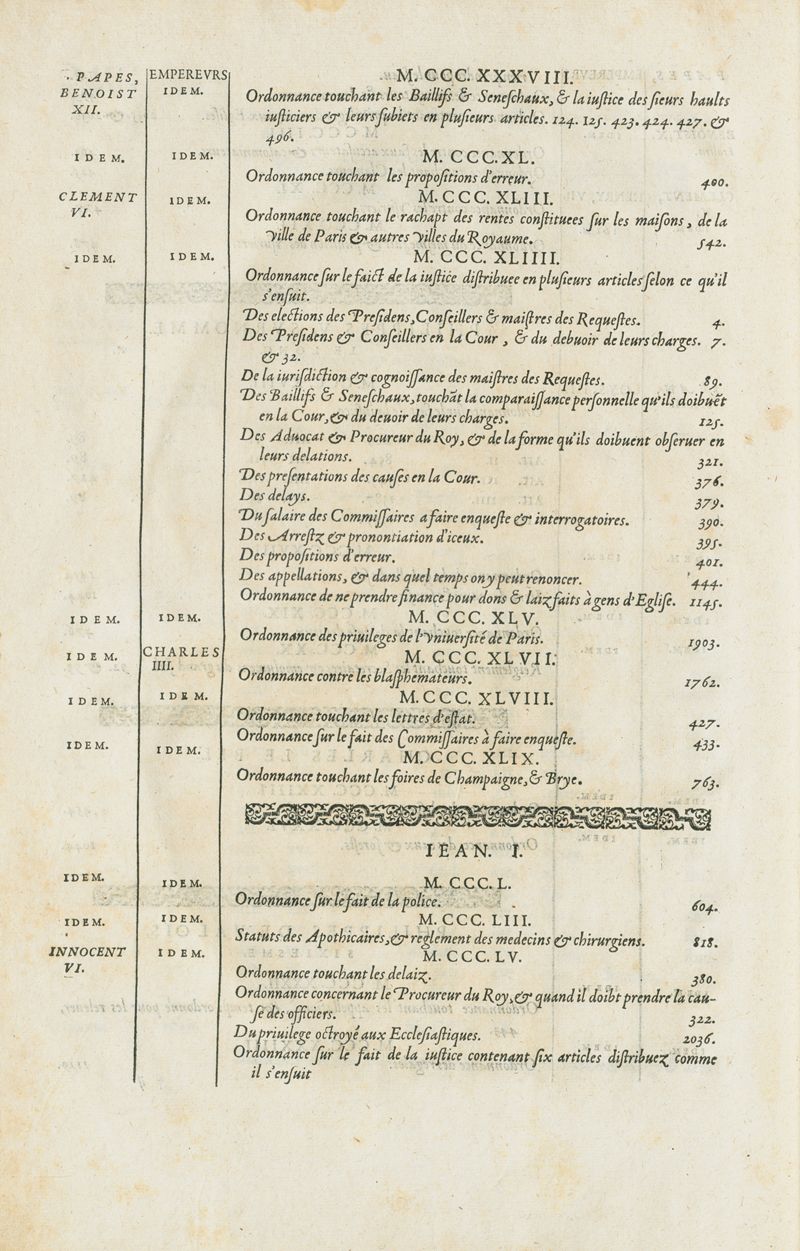 PAPES, EMPEREVRS M. CCC. XXXVIII.
BENOIST IDEM. Ordonnance touchant les Baillifs & Seneſchaux, & la iuſtice des ſieurs haults
XII. iuſticiers & leurs ſubiets en pluſieurs articles. 124. 125. 423. 424. 427. &
496.
IDEM. IDEM. M. CCC. XL.
Ordonnance touchant les propoſitions d'erreur. 400.
CLEMENT IDEM. M. CCC. XLIII.
VI. Ordonnance touchant le rachapt des rentes conſtituees ſur les maiſons, de la
ville de Paris & autres villes du Royaume. 542.
IDEM. IDEM. M. CCC. XLIIII.
Ordonnance ſur le faict de la iuſtice diſtribuee en pluſieurs articles ſelon ce qu'il
s'enſuit.
Des elections des Preſidens, Conſeillers & maiſtres des Requeſtes. 4.
Des Preſidens & Conſeillers en la Cour, & du debuoir de leurs charges. 7.
& 32.
De la iuriſdiction & cognoiſſance des maiſtres des Requeſtes. 89.
Des Baillifs & Seneſchaux, touchãt la comparaiſſance perſonnelle qu'ils doibuẽt
en la Cour, & du deuoir de leurs charges. 125.
Des Aduocat & Procureur du Roy, & de la forme qu'ils doibuent obſeruer en
leurs delations. 321.
Des preſentations des cauſes en la Cour. 376.
Des delays. 379.
Du ſalaire des Commiſſaires a faire enqueſte & interrogatoires. 390.
Des Arreſtz & pronontiation d'iceux. 395.
Des propoſitions d'erreur. 401.
Des appellations, & dans quel temps on y peut renoncer. 444.
Ordonnance de ne prendre finance pour dons & laiz faits à gens d'Egliſe. 1145.
IDEM. IDEM. M. CCC. XLV.
Ordonnance des priuileges de l'vniuerſité de Paris. 1903.
IDEM. CHARLES M. CCC. XLVII.
IIII. Ordonnance contre les blaſphemateurs. 1762.
IDEM. IDEM. M. CCC. XLVIII.
Ordonnance touchant les lettres d'eſtat. 427.
IDEM. IDEM. Ordonnance ſur le fait des Commiſſaires à faire enqueſte. 433.
M. CCC. XLIX.
Ordonnance touchant les foires de Champaigne, & Brye. 763.
IEAN. I.
IDEM. IDEM. M. CCC. L.
Ordonnance ſur le fait de la police. 604.
IDEM. IDEM. M. CCC. LIII.
Statuts des Apothicaires, & reglement des medecins & chirurgiens. 818.
INNOCENT IDEM. M. CCC. LV.
VI. Ordonnance touchant les delaiz. 380.
Ordonnance concernant le Procureur du Roy, & quand il doibt prendre la cau-
ſe des officiers. 322.
Du priuilege octroyé aux Eccleſiaſtiques. 2036.
Ordonnance ſur le fait de la iuſtice contenant ſix articles diſtribuez comme
il s'enſuit